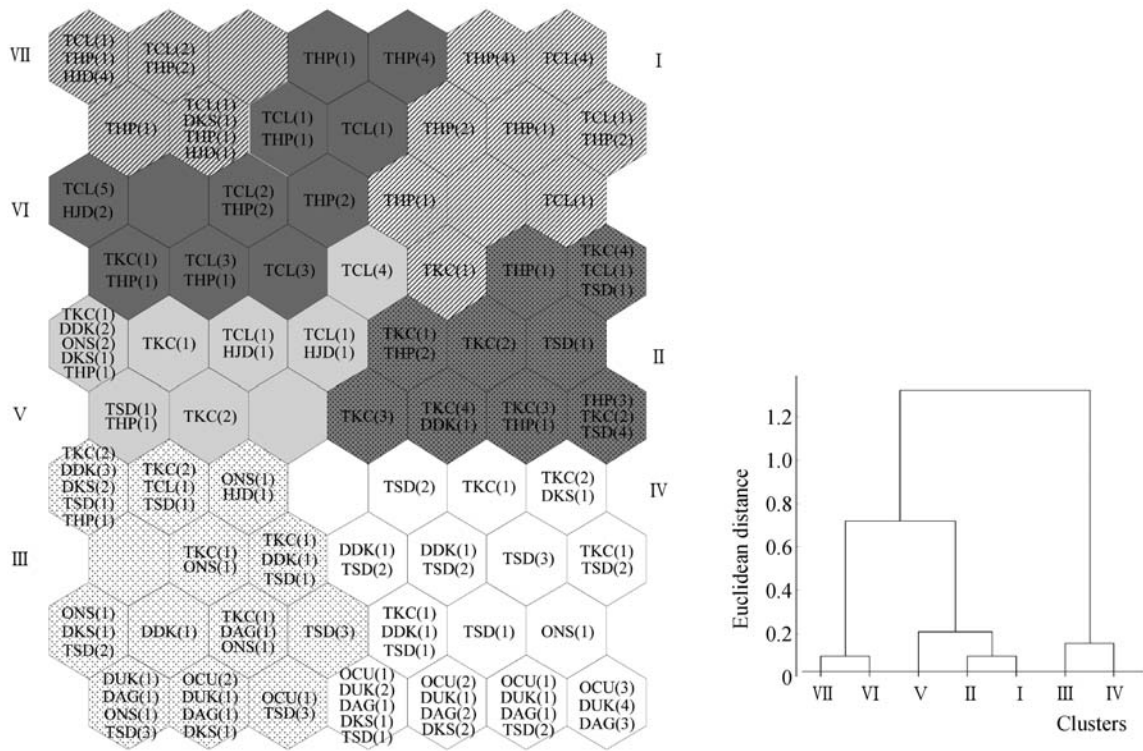 VII
TCL(1)
THP(1)
HJD(4)
TCL(2)
THP(2)
THP(1)
THP(4)
THP(4)
TCL(4)
I
THP(1)
TCL(1)
DKS(1)
THP(1)
HJD(1)
TCL(1)
THP(1)
TCL(1)
THP(2)
THP(1)
TCL(1)
THP(2)
VI
TCL(5)
HJD(2)
TCL(2)
THP(2)
THP(2)
THP(1)
TCL(1)
TKC(1)
THP(1)
TCL(3)
THP(1)
TCL(3)
TCL(4)
TKC(1)
THP(1)
TKC(4)
TCL(1)
TSD(1)
TKC(1)
DDK(2)
ONS(2)
DKS(1)
THP(1)
TKC(1)
TCL(1)
HJD(1)
TCL(1)
HJD(1)
TKC(1)
THP(2)
TKC(2)
TSD(1)
II
V
TSD(1)
THP(1)
TKC(2)
TKC(3)
TKC(4)
DDK(1)
TKC(3)
THP(1)
THP(3)
TKC(2)
TSD(4)
TKC(2)
DDK(3)
DKS(2)
TSD(1)
THP(1)
TKC(2)
TCL(1)
TSD(1)
ONS(1)
HJD(1)
TSD(2)
TKC(1)
TKC(2)
DKS(1)
IV
III
TKC(1)
ONS(1)
TKC(1)
DDK(1)
TSD(1)
DDK(1)
TSD(2)
DDK(1)
TSD(2)
TSD(3)
TKC(1)
TSD(2)
ONS(1)
DKS(1)
TSD(2)
DDK(1)
TKC(1)
DAG(1)
ONS(1)
TSD(3)
TKC(1)
DDK(1)
TSD(1)
TSD(1)
ONS(1)
DUK(1)
DAG(1)
ONS(1)
TSD(3)
OCU(2)
DUK(1)
DAG(1)
DKS(1)
OCU(1)
TSD(3)
OCU(1)
DUK(2)
DAG(1)
DKS(1)
TSD(1)
OCU(2)
DUK(1)
DAG(2)
DKS(2)
OCU(1)
DUK(1)
DAG(1)
TSD(2)
OCU(3)
DUK(4)
DAG(3)
Euclidean distance
1.2
1.0
0.8
0.6
0.4
0.2
0
VII VI V II I III IV
Clusters